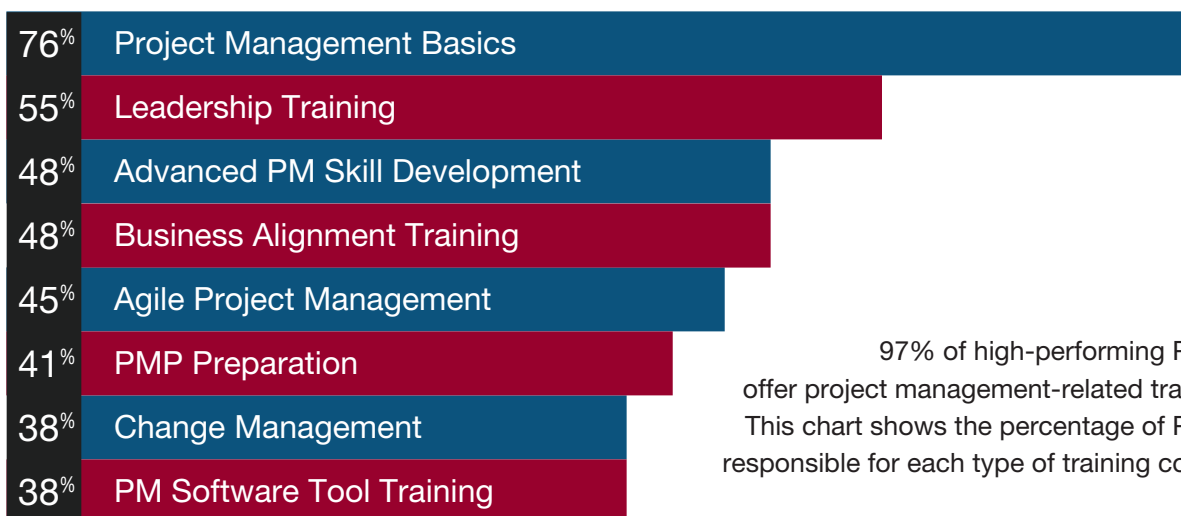 76% Project Management Basics
55% Leadership Training
48% Advanced PM Skill Development
48% Business Alignment Training
45% Agile Project Management
41% PMP Preparation
38% Change Management
38% PM Software Tool Training
97% of high-performing
offer project management-related
This chart shows the percentage of
responsible for each type of training